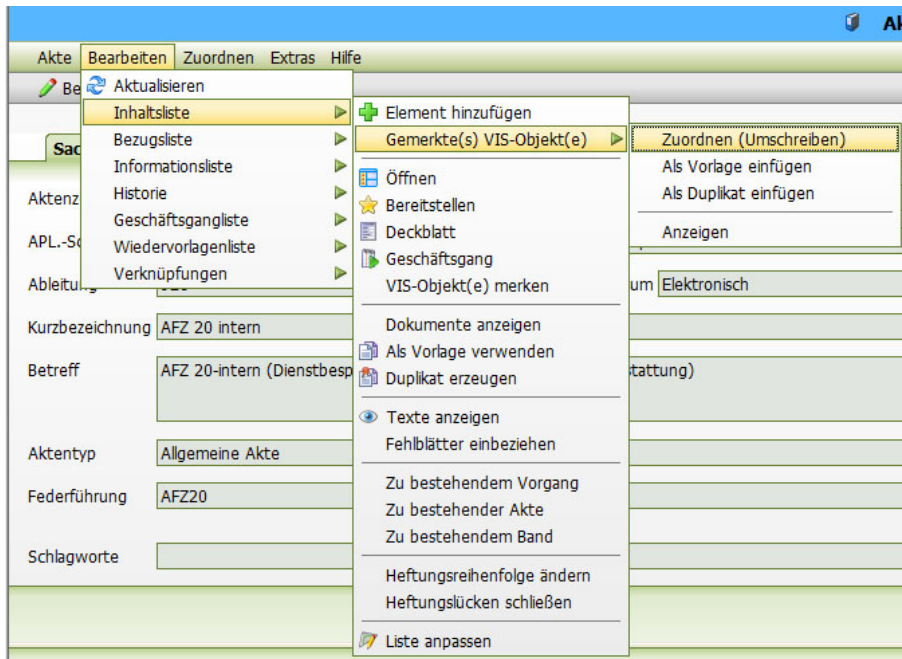 Ak
Akte Bearbeiten Zuordnen Extras Hilfe
Be
Aktualisieren
Inhaltsliste
Bezugsliste
Informationsliste
Historie
Geschäftsgangliste
Wiedervorlagenliste
Verknüpfungen
Element hinzufügen
Gemerkte(s) VIS-Objekt(e)
Öffnen
Bereitstellen
Deckblatt
Geschäftsgang
VIS-Objekt(e) merken
Dokumente anzeigen
Als Vorlage verwenden
Duplikat erzeugen
Texte anzeigen
Fehlblätter einbeziehen
Zu bestehendem Vorgang
Zu bestehender Akte
Zu bestehendem Band
Heftungsreihenfolge ändern
Heftungslücken schließen
Liste anpassen
Zuordnen (Umschreiben)
Als Vorlage einfügen
Als Duplikat einfügen
Anzeigen
Sac
Aktenz
APL.-Sc
Ableitung um Elektronisch
Kurzbezeichnung AFZ 20 intern
Betreff AFZ 20-intern (Dienstbesp stattung)
Aktentyp Allgemeine Akte
Federführung AFZ20
Schlagworte